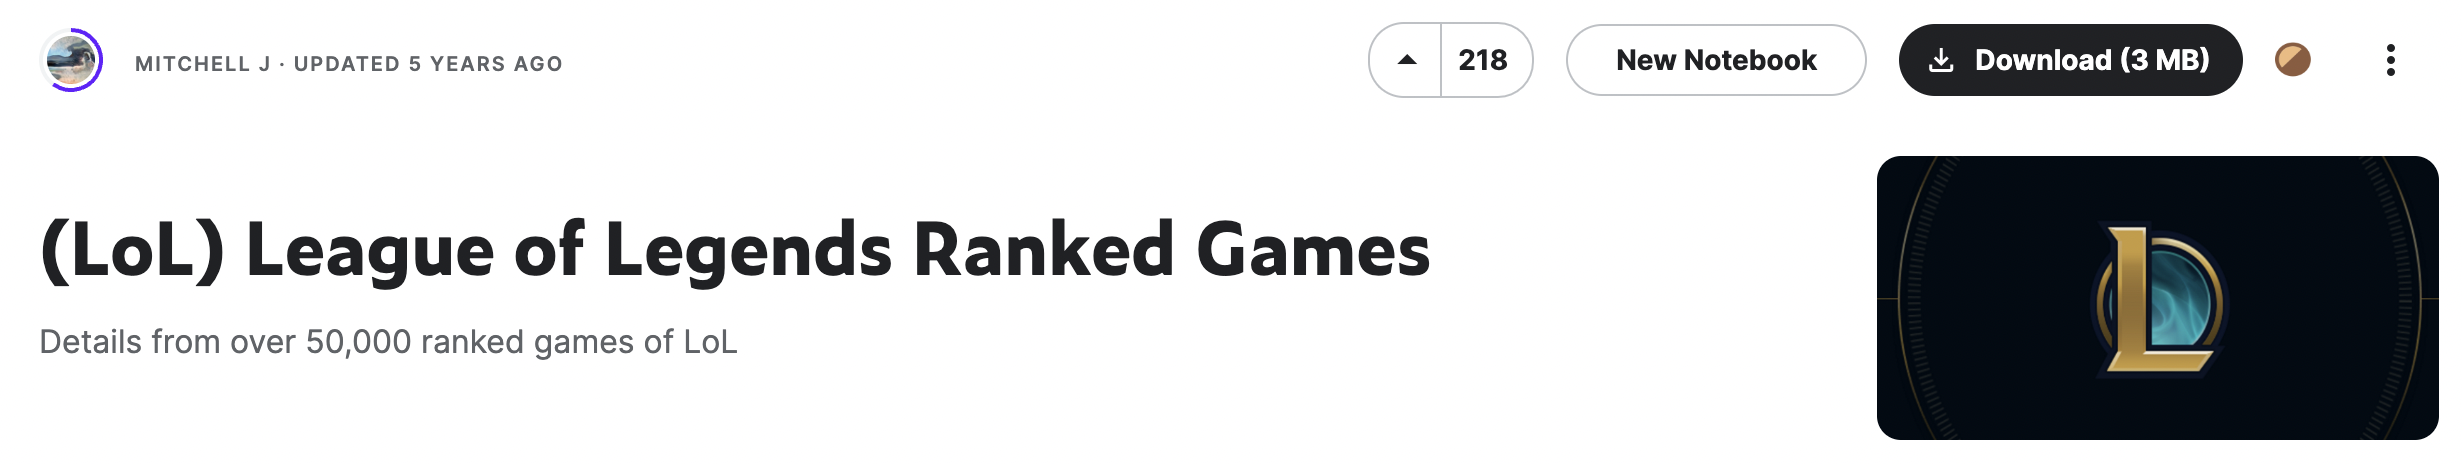 MITCHELL J · UPDATED 5 YEARS AGO
218
New Notebook
Download (3 MB)
(LoL) League of Legends Ranked Games
Details from over 50,000 ranked games of LoL
L